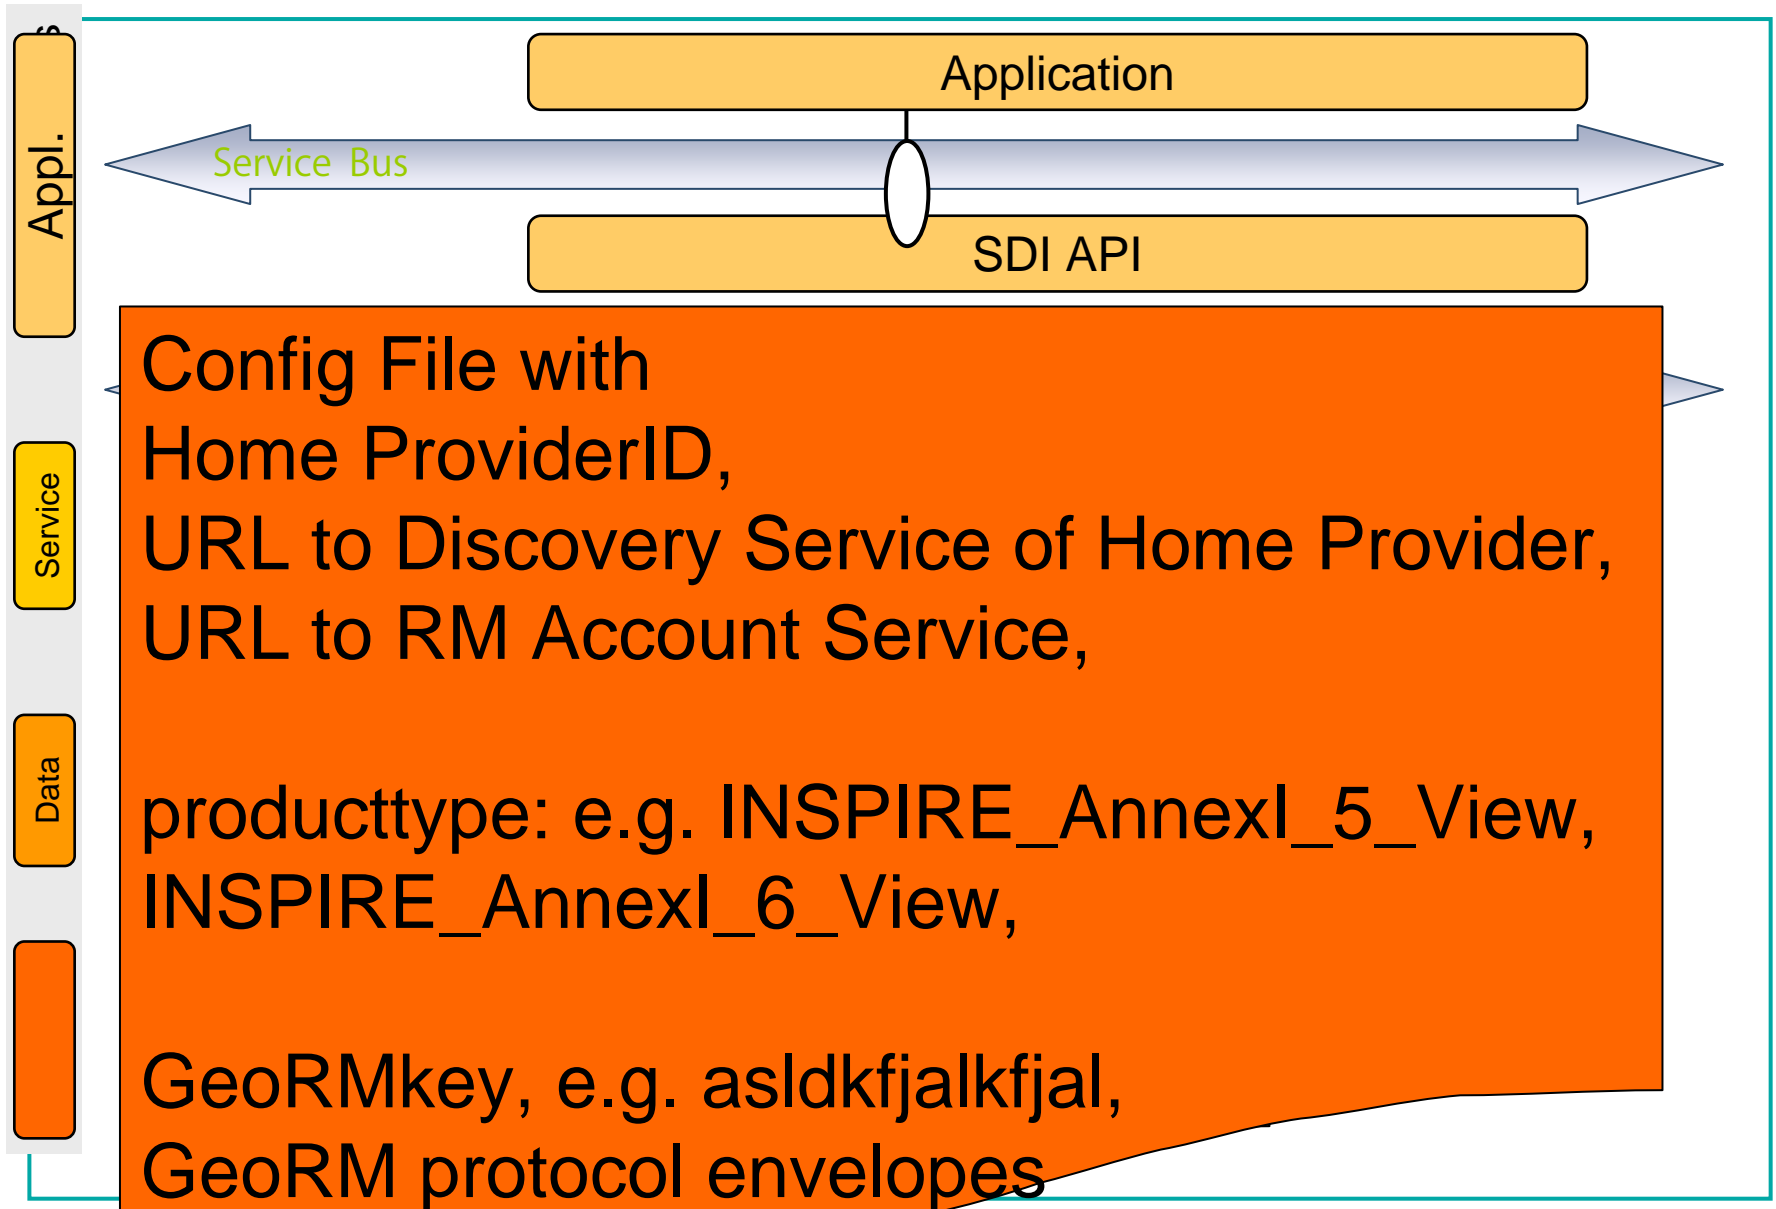 Application
Service Bus
SDI API
Appl.
Service
Data
Config File with
Home ProviderID,
URL to Discovery Service of Home Provider,
URL to RM Account Service,
producttype: e.g. INSPIRE_AnnexI_5_View,
INSPIRE_AnnexI_6_View,
GeoRMkey, e.g. asldkfjalkfjal,
GeoRM protocol envelopes